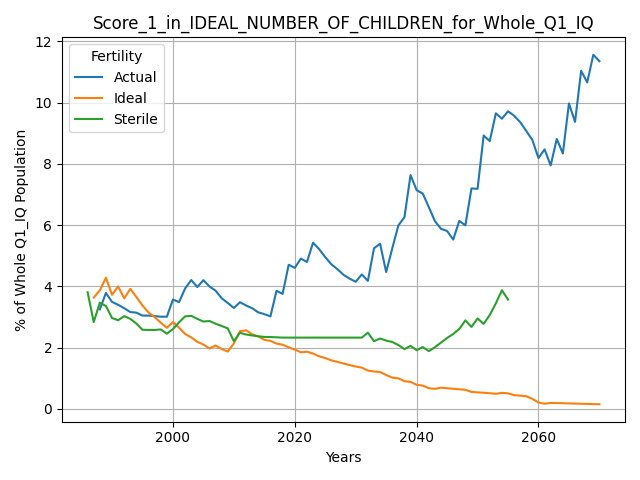 Score_1_in_IDEAL_NUMBER_OF_CHILDREN_for_Whole_Q1_IQ
Fertility
Actual
Ideal
Sterile
% of Whole Q1_IQ Population
12
10
8
6
4
2
0
2000
2020
2040
2060
Years